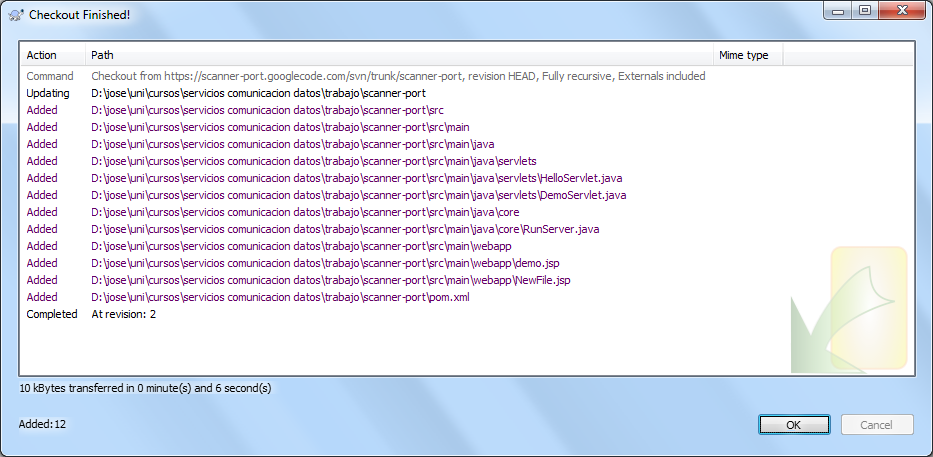 Checkout Finished!
Action Path Mime type
Command Checkout from https://scanner-port.googlecode.com/svn/trunk/scanner-port, revision HEAD, Fully recursive, Externals included
Updating D:\jose\uni\cursos\servicios comunicacion datos\trabajo\scanner-port
Added D:\jose\uni\cursos\servicios comunicacion datos\trabajo\scanner-port\src
Added D:\jose\uni\cursos\servicios comunicacion datos\trabajo\scanner-port\src\main
Added D:\jose\uni\cursos\servicios comunicacion datos\trabajo\scanner-port\src\main\java
Added D:\jose\uni\cursos\servicios comunicacion datos\trabajo\scanner-port\src\main\java\servlets
Added D:\jose\uni\cursos\servicios comunicacion datos\trabajo\scanner-port\src\main\java\servlets\HelloServlet.java
Added D:\jose\uni\cursos\servicios comunicacion datos\trabajo\scanner-port\src\main\java\servlets\DemoServlet.java
Added D:\jose\uni\cursos\servicios comunicacion datos\trabajo\scanner-port\src\main\java\core
Added D:\jose\uni\cursos\servicios comunicacion datos\trabajo\scanner-port\src\main\java\core\RunServer.java
Added D:\jose\uni\cursos\servicios comunicacion datos\trabajo\scanner-port\src\main\webapp
Added D:\jose\uni\cursos\servicios comunicacion datos\trabajo\scanner-port\src\main\webapp\demo.jsp
Added D:\jose\uni\cursos\servicios comunicacion datos\trabajo\scanner-port\src\main\webapp\NewFile.jsp
Added D:\jose\uni\cursos\servicios comunicacion datos\trabajo\scanner-port\pom.xml
Completed At revision: 2
10 kBytes transferred in 0 minute(s) and 6 second(s)
Added:12
OK Cancel